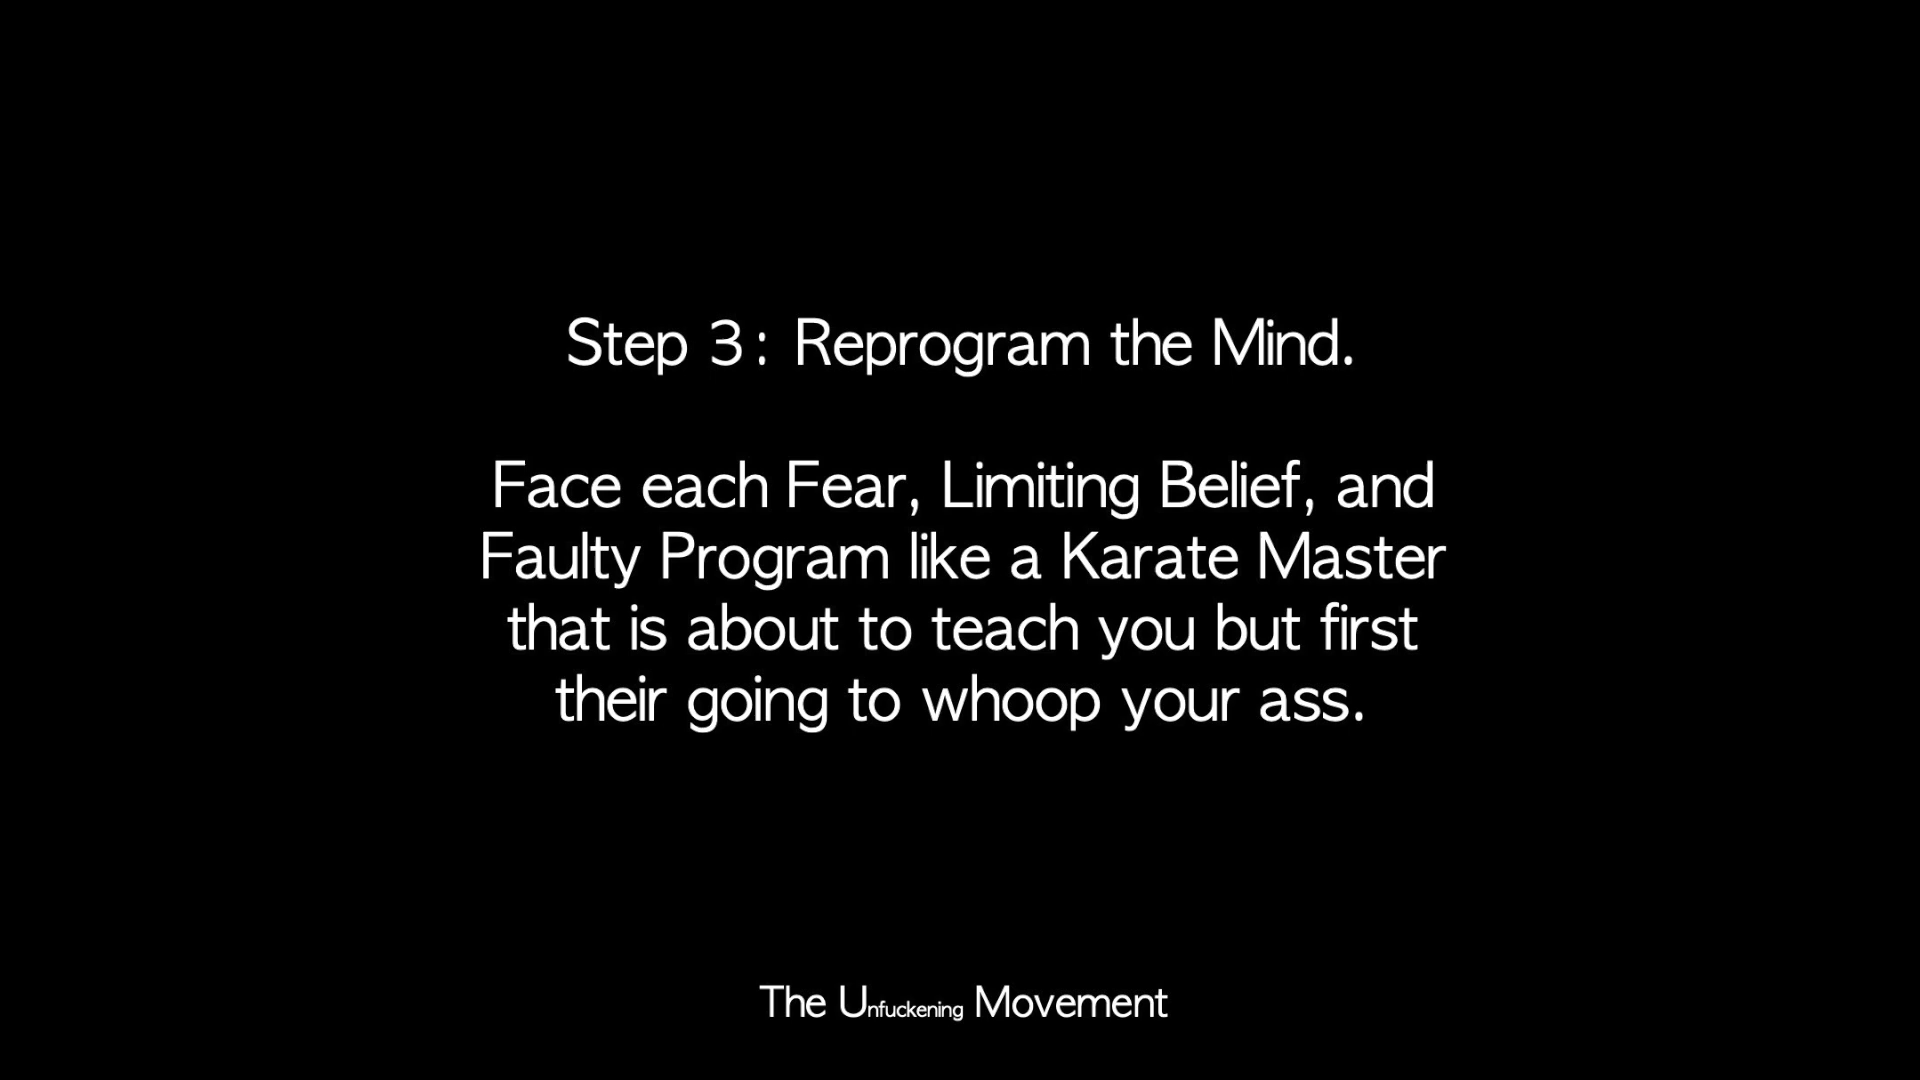 Step 3: Reprogram the Mind.
Face each Fear, Limiting Belief, and
Faulty Program like a Karate Master
that is about to teach you but first
their going to whoop your ass.
The Unfuckening Movement